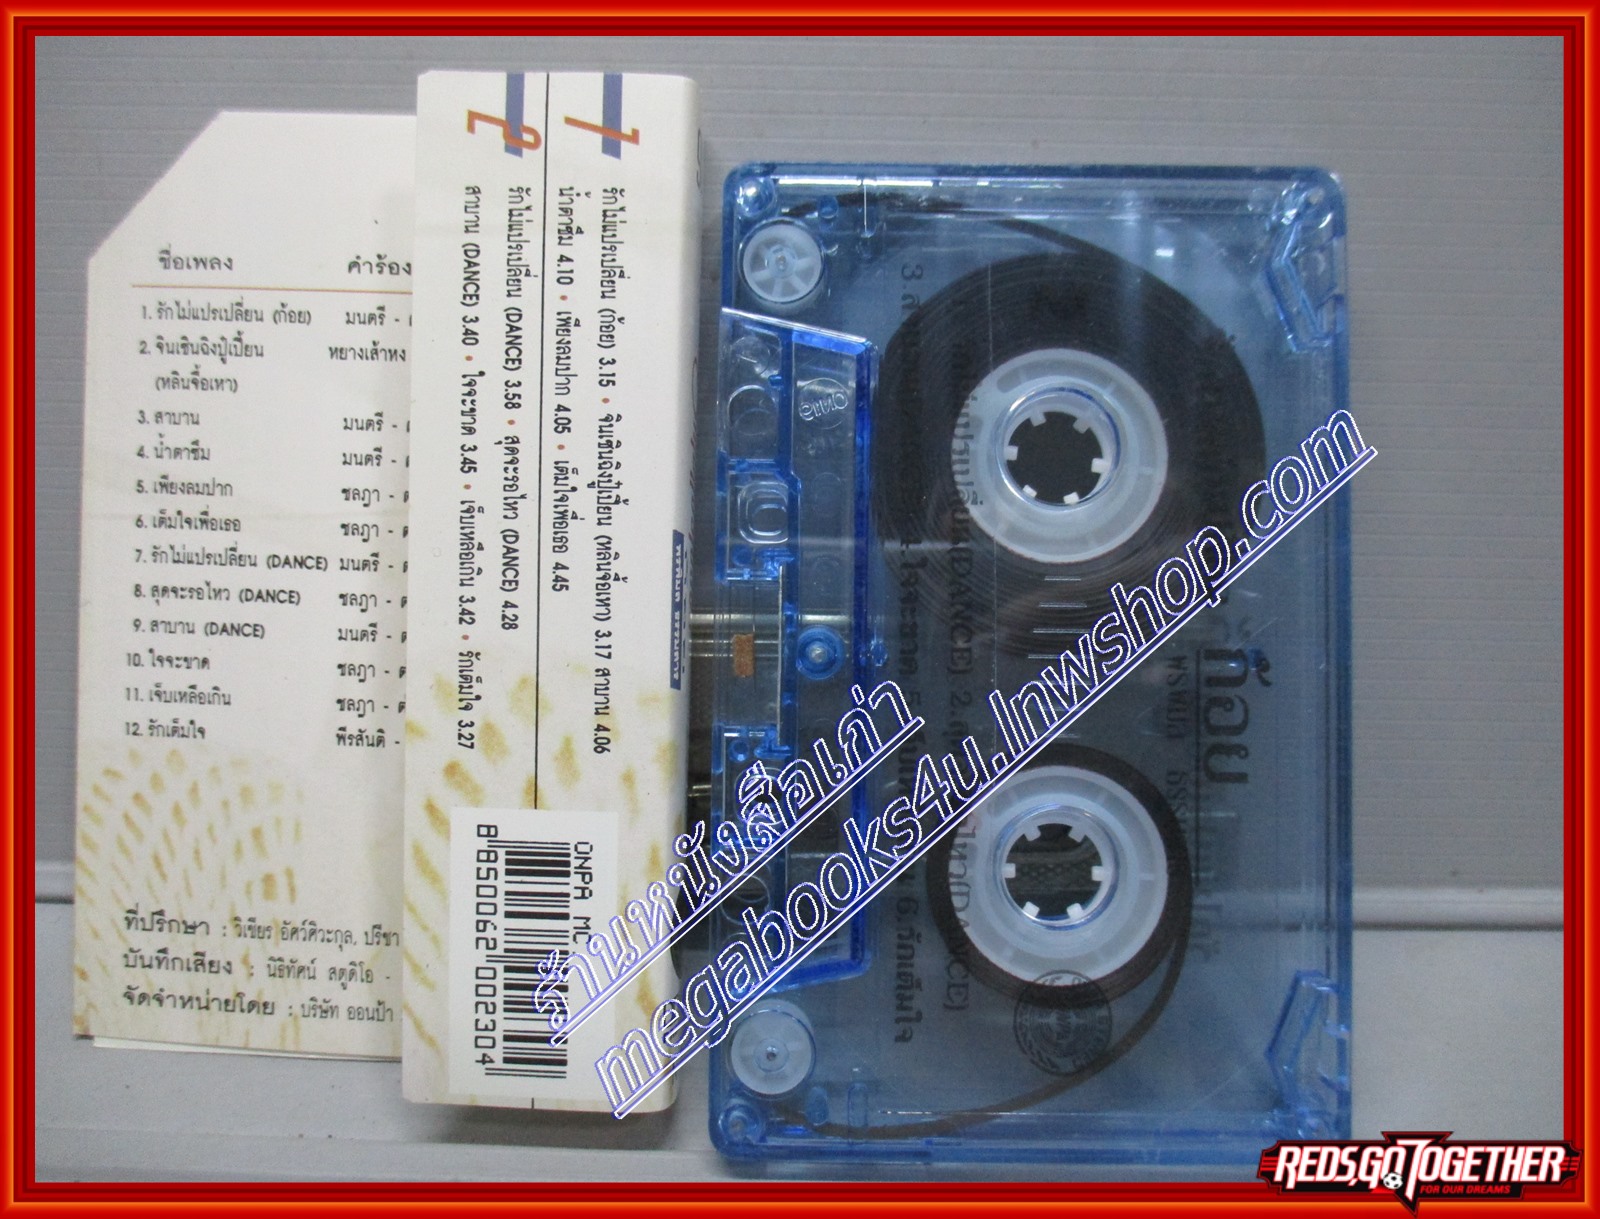 ชื่อเพลง คำร้อง
1. รักไม่แปรเปลี่ยน (ก้อย) มนตรี -
2. จินเซินฉิงปู๋เปี้ยน หยางเส้าหง
(หลินจื้อเหา)
3. สาบาน มนตรี -
4. น้ำตาซึม มนตรี -
5. เพียงลมปาก ชลฎา -
6. เต็มใจเพื่อเธอ ชลฎา -
7. รักไม่แปรเปลี่ยน (DANCE) มนตรี -
8. สุดจะรอไหว (DANCE) ชลฎา -
9. สาบาน (DANCE) มนตรี -
10. ใจจะขาด ชลฎา -
11. เจ็บเหลือเกิน ชลฎา -
12. รักเต็มใจ พีรสันติ -
ที่ปรึกษา : วิเชียร อัศว์ศิวะกุล, ปรีชา
บันทึกเสียง : นิธิทัศน์ สตูดิโอ -
จัดจำหน่ายโดย : บริษัท ออนป้า
1
รักไม่แปรเปลี่ยน (ก้อย) 3.15 • จินเซินฉิงปู๋เปี้ยน (หลินจื้อเหา) 3.17 สาบาน 4.06
น้ำตาซึม 4.10 • เพียงลมปาก 4.05 • เต็มใจเพื่อเธอ 4.45
2
รักไม่แปรเปลี่ยน (DANCE) 3.58 • สุดจะรอไหว (DANCE) 4.28
สาบาน (DANCE) 3.40 • ใจจะขาด 3.45 • เจ็บเหลือเกิน 3.42 • รักเต็มใจ 3.27
ONPA MC
8 850062 002304
ก้อย
ร้านหนังสือเก่า
megabooks4u.lnwshop.com
REDS,GO TOGETHER
FOR OUR DREAMS